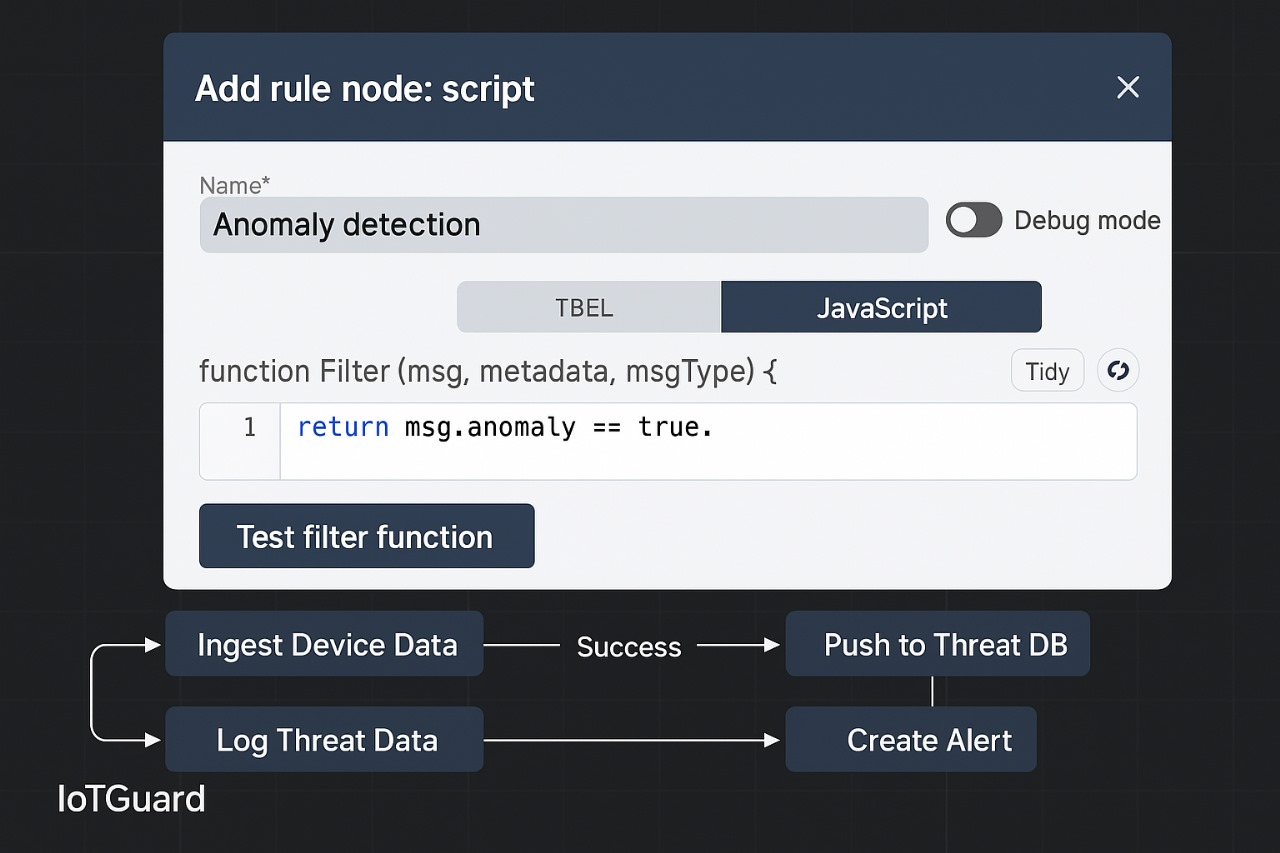 Add rule node: script
Name*
Anomaly detection
Debug mode
TBEL
JavaScript
function Filter (msg, metadata, msgType) {
Tidy
1
return msg.anomaly == true.
Test filter function
Ingest Device Data
Success
Push to Threat DB
Log Threat Data
Create Alert
IoTGuard